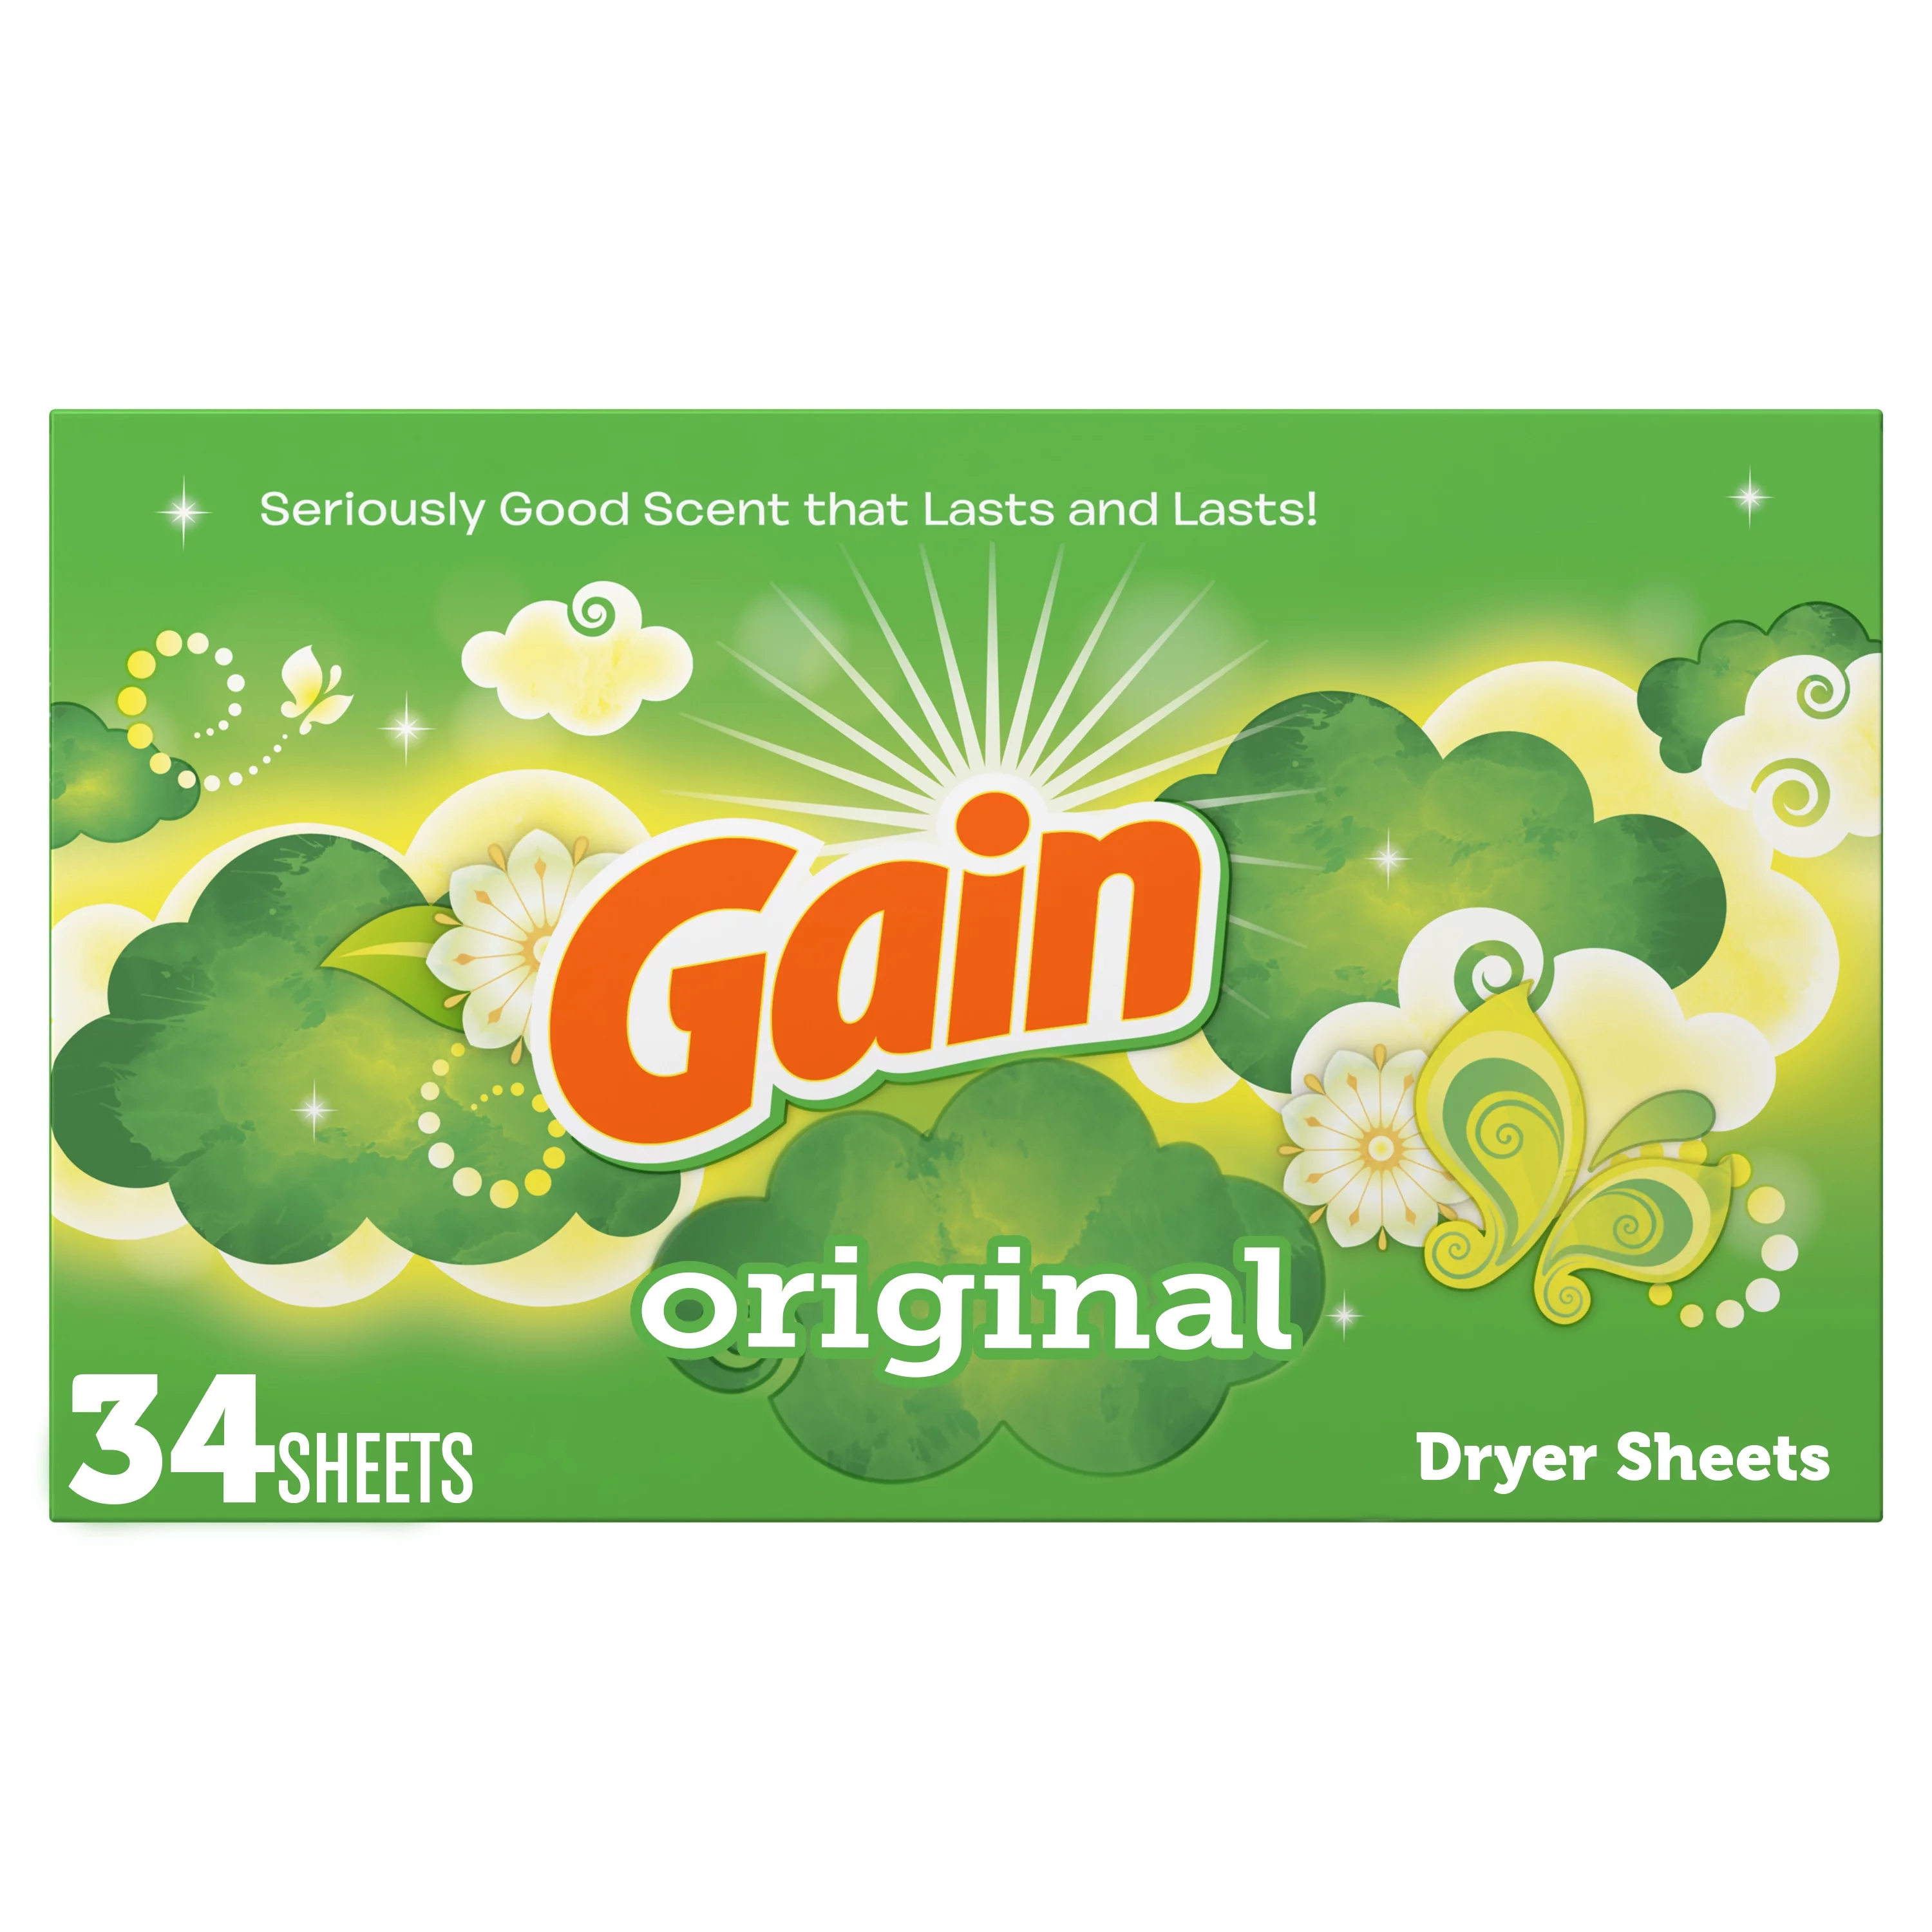 Seriously Good Scent that Lasts and Lasts!
Gain
original
34 SHEETS
Dryer Sheets